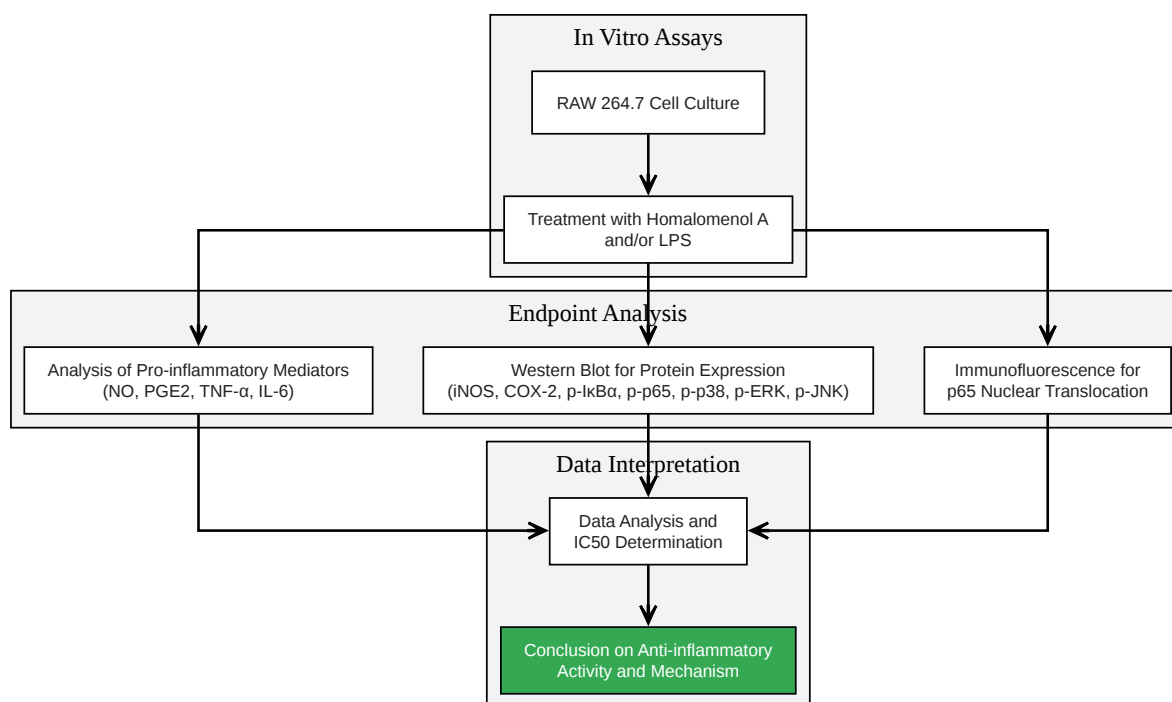 In Vitro Assays
RAW 264.7 Cell Culture
Treatment with Homalomenol A
and/or LPS
Endpoint Analysis
Analysis of Pro-inflammatory Mediators
(NO, PGE2, TNF-α, IL-6)
Western Blot for Protein Expression
(iNOS, COX-2, p-IκBα, p-p65, p-p38, p-ERK, p-JNK)
Immunofluorescence for
p65 Nuclear Translocation
Data Interpretation
Data Analysis and
IC50 Determination
Conclusion on Anti-inflammatory
Activity and Mechanism